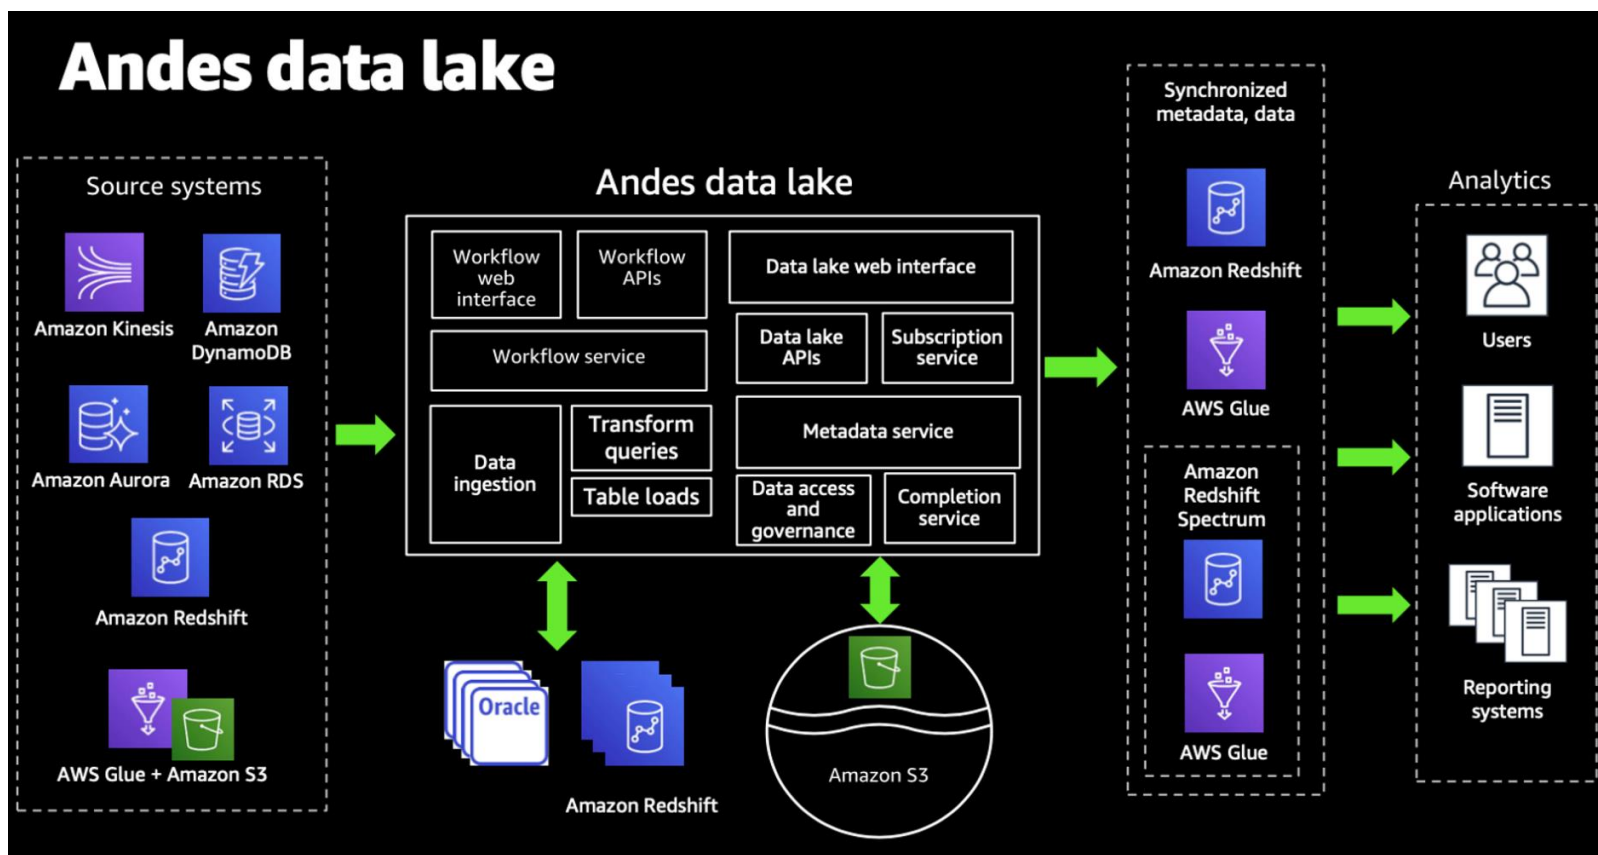 Andes data lake
Source systems
Amazon Kinesis
Amazon
DynamoDB
Amazon Aurora
Amazon RDS
Amazon Redshift
AWS Glue + Amazon S3
Andes data lake
Workflow
web
interface
Workflow
APIs
Data lake web interface
Workflow service
Data lake
APIs
Subscription
service
Data
ingestion
Transform
queries
Table loads
Metadata service
Data access
and
governance
Completion
service
Oracle
Amazon Redshift
Amazon S3
Synchronized
metadata, data
Amazon Redshift
AWS Glue
Amazon
Redshift
Spectrum
AWS Glue
Analytics
Users
Software
applications
Reporting
systems